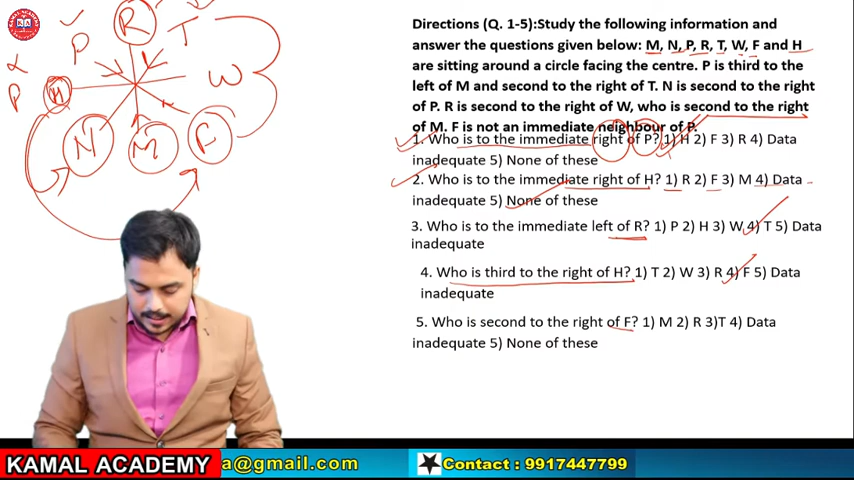 Directions (Q. 1-5):Study the following information and
answer the questions given below: M, N, P, R, T, W, F and H
are sitting around a circle facing the centre. P is third to the
left of M and second to the right of T. N is second to the right
of P. R is second to the right of W, who is second to the right
of M. F is not an immediate neighbour of P.
1. Who is to the immediate right of P? 1) H 2) F 3) R 4) Data
inadequate 5) None of these
2. Who is to the immediate right of H? 1) R 2) F 3) M 4) Data
inadequate 5) None of these
3. Who is to the immediate left of R? 1) P 2) H 3) W 4) T 5) Data
inadequate
4. Who is third to the right of H? 1) T 2) W 3) R 4) F 5) Data
inadequate
5. Who is second to the right of F? 1) M 2) R 3)T 4) Data
inadequate 5) None of these
R
T
P
W
P
H
N
M
F
KAMAL ACADEMY
a@gmail.com
Contact : 9917447799